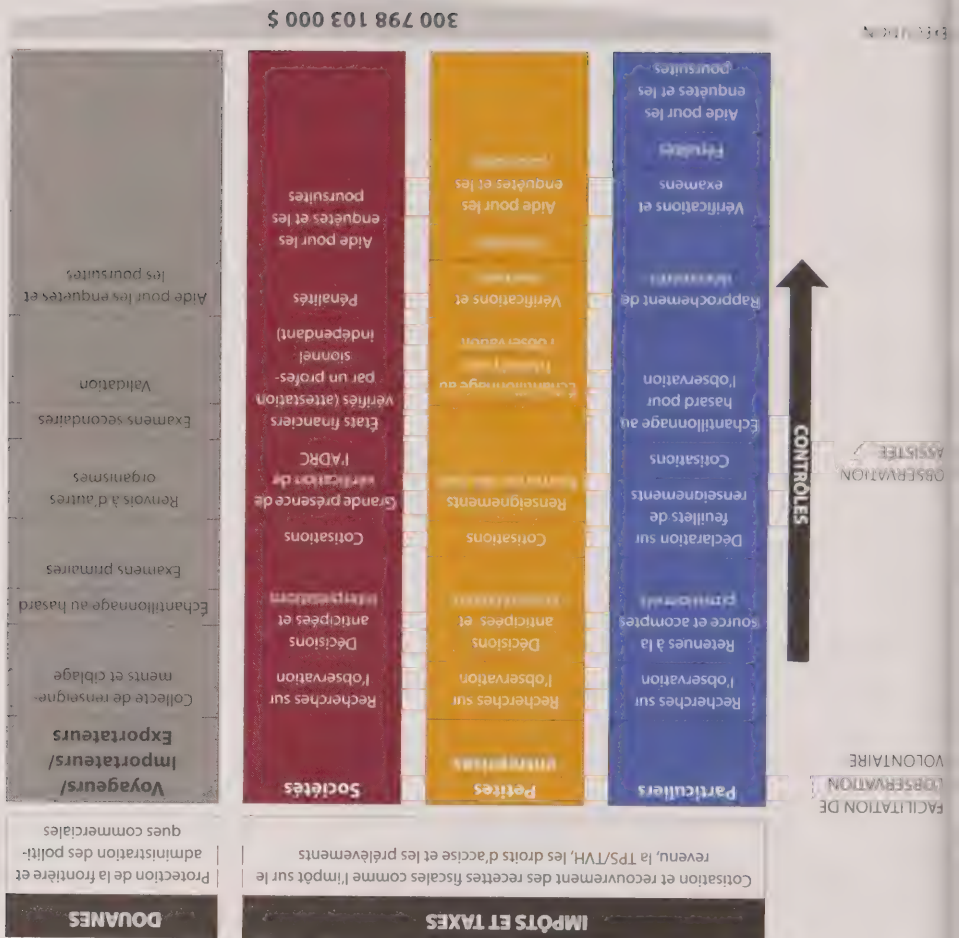 IMPÔTS ET TAXES
Cotisation et recouvrement des recettes fiscales comme l'impôt sur le
revenu, la TPS/TVH, les droits d'accise et les prélèvements
DOUANES
Protection de la frontière et
administration des politi-
ques commerciales
FACILITATION DE
L'OBSERVATION
VOLONTAIRE
OBSERVATION
ASSISTÉE
EXÉCUTION
CONTRÔLES
Particuliers
Recherches sur
l'observation
Retenues à la
source et acomptes
provisionnels
Déclaration sur
feuillets de
renseignements
Cotisations
Échantillonnage au
hasard pour
l'observation
Rapprochement de
Vérifications et
examens
Pénalités
Aide pour les
enquêtes et les
poursuites
Petites
entreprises
Recherches sur
l'observation
Décisions
anticipées et
Cotisations
Renseignements
Échantillonnage au
l'observation
Vérifications et
Aide pour les
enquêtes et les
Sociétés
Recherches sur
l'observation
Décisions
anticipées et
interprétations
Cotisations
Grande présence de
vérification de
l'ADRC
États financiers
vérifiés (attestation
par un profes-
sionnel
indépendant)
Pénalités
Aide pour les
enquêtes et les
poursuites
Voyageurs/
Importateurs/
Exportateurs
Collecte de renseigne-
ments et ciblage
Échantillonnage au hasard
Examens primaires
Renvois à d'autres
organismes
Examens secondaires
Validation
Aide pour les enquêtes et
les poursuites
300 798 103 000 $